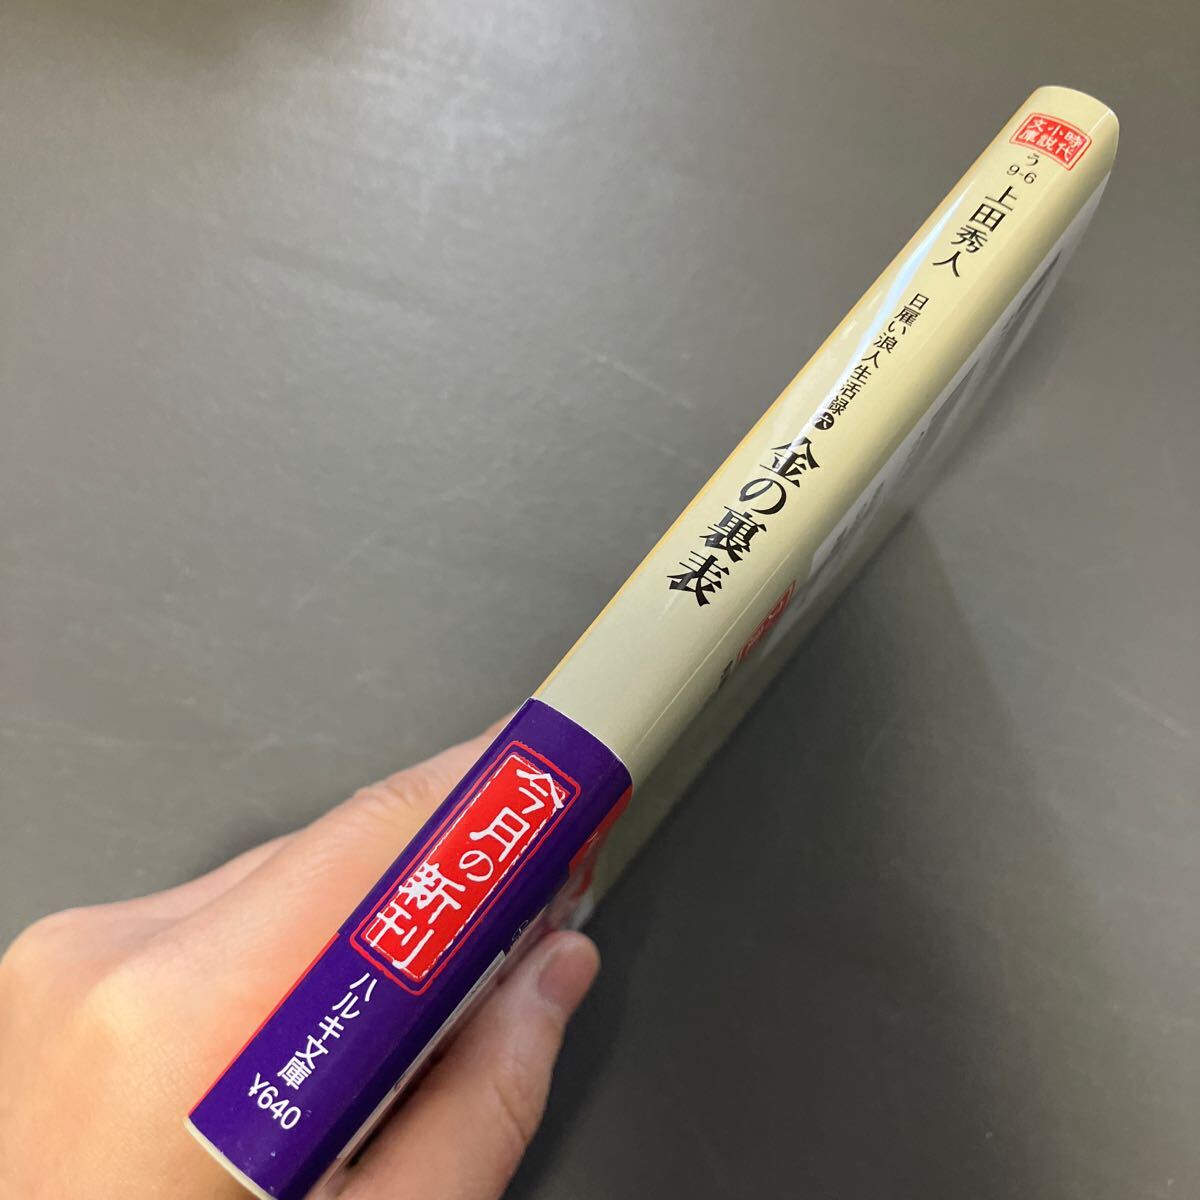 時代
小説
文庫
う
9-6
上田秀人
日雇い浪人生活録 六
金の裏表
今月の新刊
ハルキ文庫
¥640